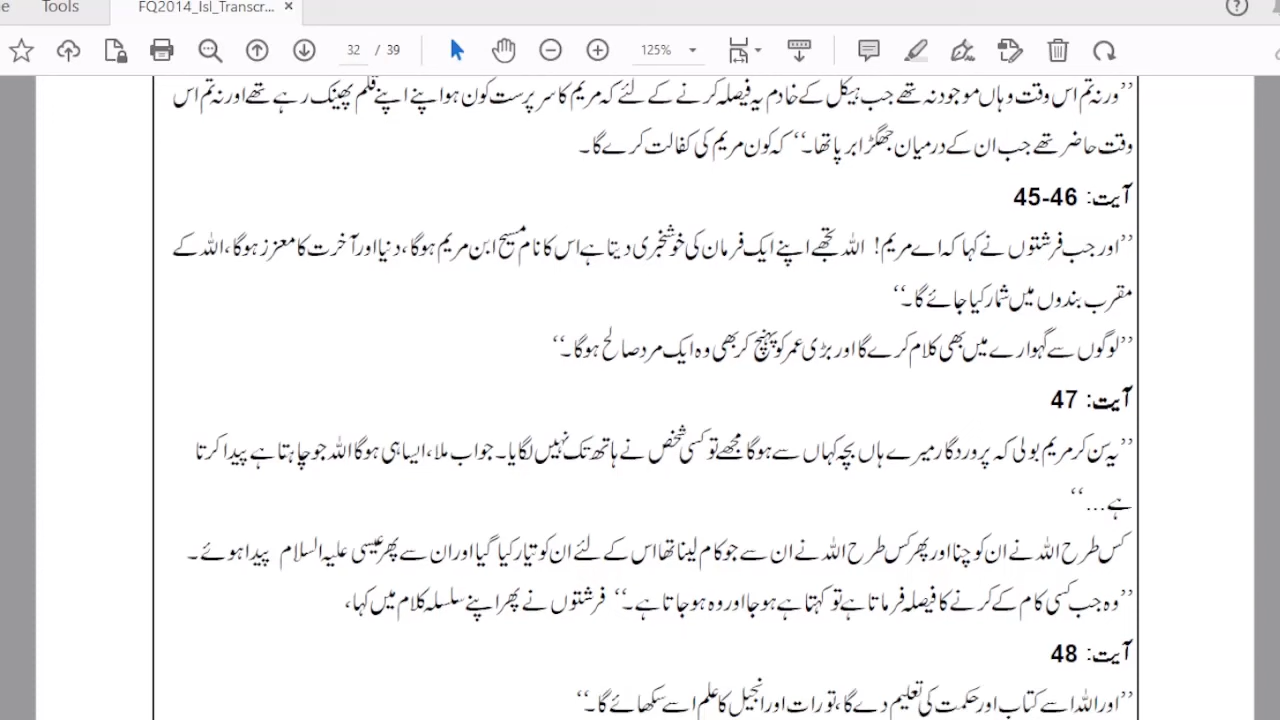 e Tools FQ2014_Isl_Transcr... ×
32 / 39 125%
’’ورنہ تم اس وقت وہاں موجود نہ تھے جب ہیکل کے خادم یہ فیصلہ کرنے کے لئے کہ مریم کا سرپرست کون ہو اپنے اپنے قلم پھینک رہے تھے اور نہ تم اس
وقت حاضر تھے جب ان کے درمیان جھگڑا برپا تھا۔‘‘ کہ کون مریم کی کفالت کرے گا۔
آیت: 45-46
’’اور جب فرشتوں نے کہا کہ اے مریم! اللہ تجھے اپنے ایک فرمان کی خوشخبری دیتا ہے اس کا نام مسیح ابن مریم ہوگا، دنیا اور آخرت کا معزز ہوگا، اللہ کے
مقرب بندوں میں شمار کیا جائے گا۔‘‘
’’لوگوں سے گہوارے میں بھی کلام کرے گا اور بڑی عمر کو پہنچ کر بھی وہ ایک مرد صالح ہوگا۔‘‘
آیت: 47
’’یہ سن کر مریم بولی کہ پروردگار میرے ہاں بچہ کہاں سے ہوگا مجھے تو کسی شخص نے ہاتھ تک نہیں لگایا۔ جواب ملا، ایسا ہی ہوگا اللہ جو چاہتا ہے پیدا کرتا
ہے...‘‘
کس طرح اللہ نے ان کو چنا اور پھر کس طرح اللہ نے ان سے جو کام لینا تھا اس کے لئے ان کو تیار کیا گیا اور ان سے پھر عیسی علیہ السلام پیدا ہوئے۔
’’وہ جب کسی کام کے کرنے کا فیصلہ فرماتا ہے تو کہتا ہے ہوجا اور وہ ہوجاتا ہے۔‘‘ فرشتوں نے پھر اپنے سلسلہ کلام میں کہا،
آیت: 48
’’اور اللہ اسے کتاب اور حکمت کی تعلیم دے گا، تورات اور انجیل کا علم اسے سکھائے گا۔‘‘